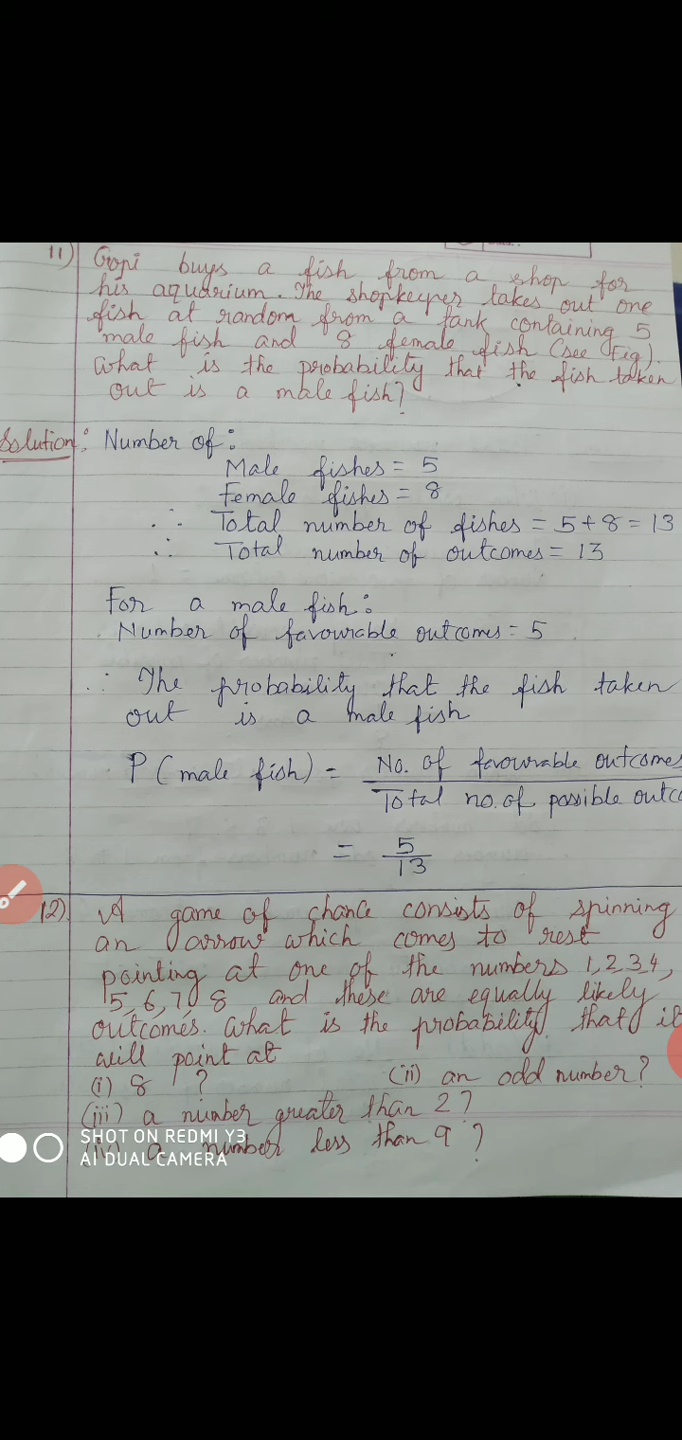 11) Gopi buys a fish from a shop for
his aquarium. The shopkeeper takes out one
fish at random from a tank containing 5
male fish and 8 female fish (see Fig).
What is the probability that the fish taken
out is a male fish?
Solution: Number of:
Male fishes = 5
Female fishes = 8
∴ Total number of fishes = 5+8 = 13
∴ Total number of outcomes = 13
For a male fish:
Number of favourable outcomes = 5
∴ The probability that the fish taken
out is a male fish
P (male fish) = No. of favourable outcomes
Total no. of possible outco
= 5
13
12) A game of chance consists of spinning
an arrow which comes to rest
pointing at one of the numbers 1,2,3,4,
5,6,7,8 and these are equally likely
outcomes. What is the probability that it
will point at
(i) 8 ? (ii) an odd number?
(iii) a number greater than 2?
(iv) a number less than 9 ?
SHOT ON REDMI Y3
AI DUAL CAMERA